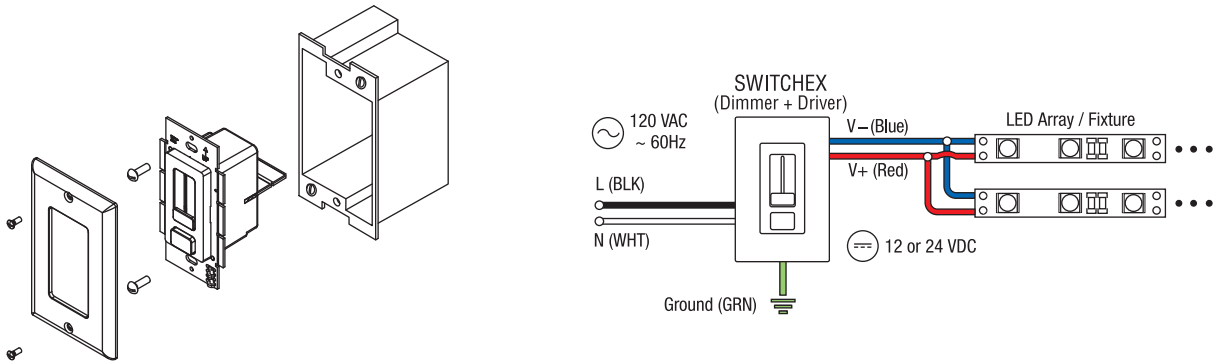 SWITCHEX
(Dimmer + Driver)
120 VAC
~ 60Hz
L (BLK)
N (WHT)
Ground (GRN)
V– (Blue)
V+ (Red)
12 or 24 VDC
LED Array / Fixture